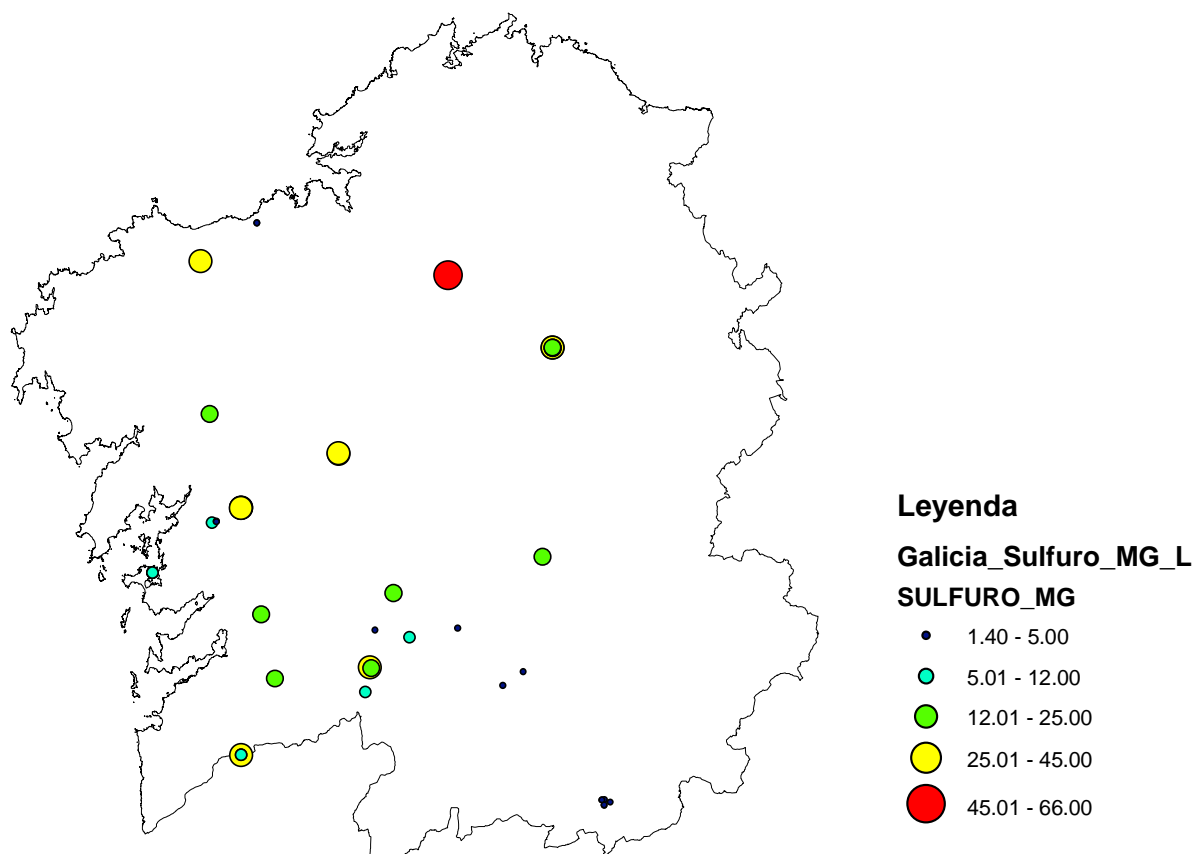 Leyenda
Galicia_Sulfuro_MG_L
SULFURO_MG
1.40 - 5.00
5.01 - 12.00
12.01 - 25.00
25.01 - 45.00
45.01 - 66.00